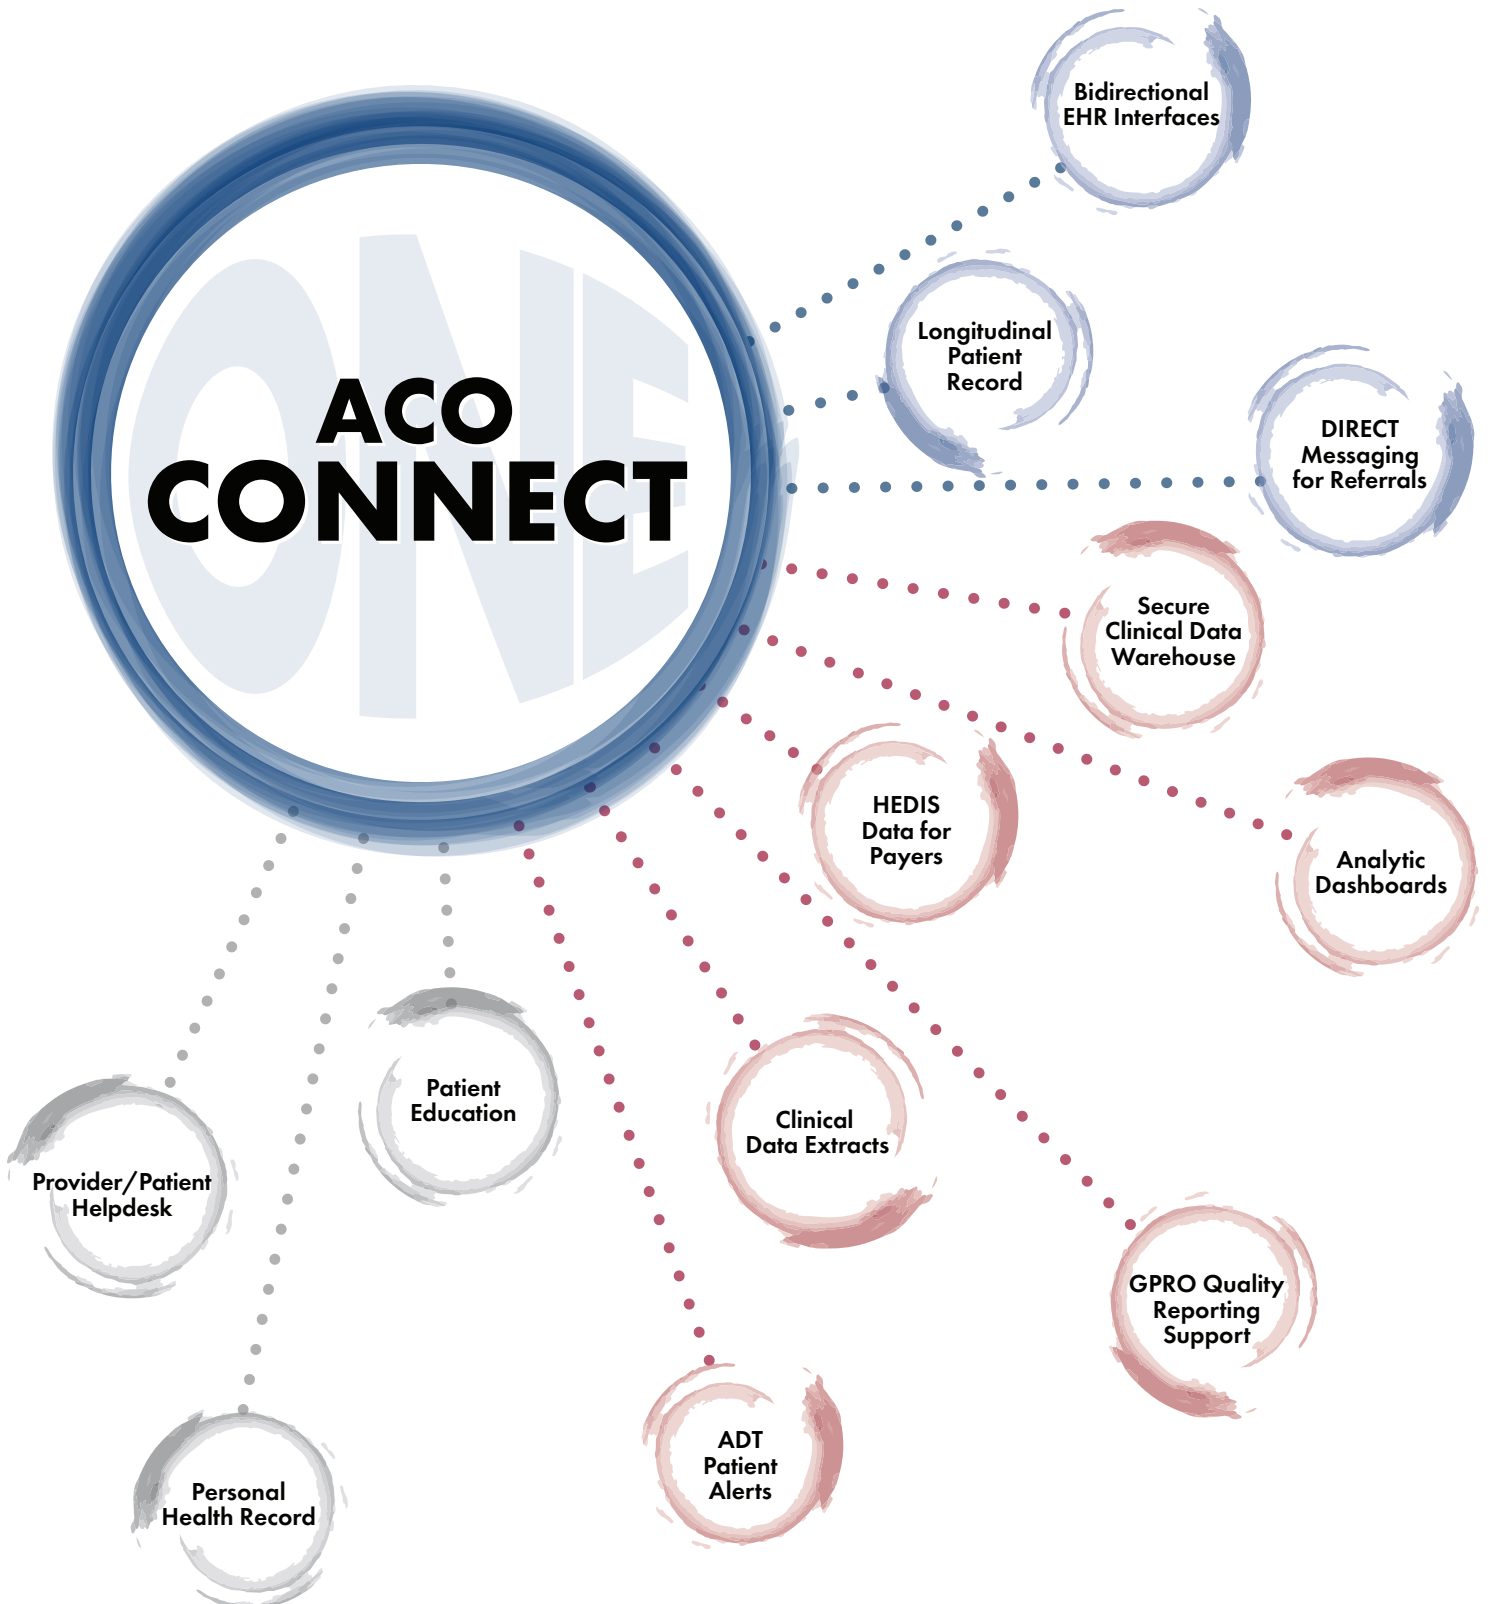 ONE
ACO
CONNECT
Bidirectional
EHR Interfaces
Longitudinal
Patient
Record
DIRECT
Messaging
for Referrals
Secure
Clinical Data
Warehouse
HEDIS
Data for
Payers
Analytic
Dashboards
Patient
Education
Clinical
Data Extracts
Provider/Patient
Helpdesk
GPRO Quality
Reporting
Support
ADT
Patient
Alerts
Personal
Health Record